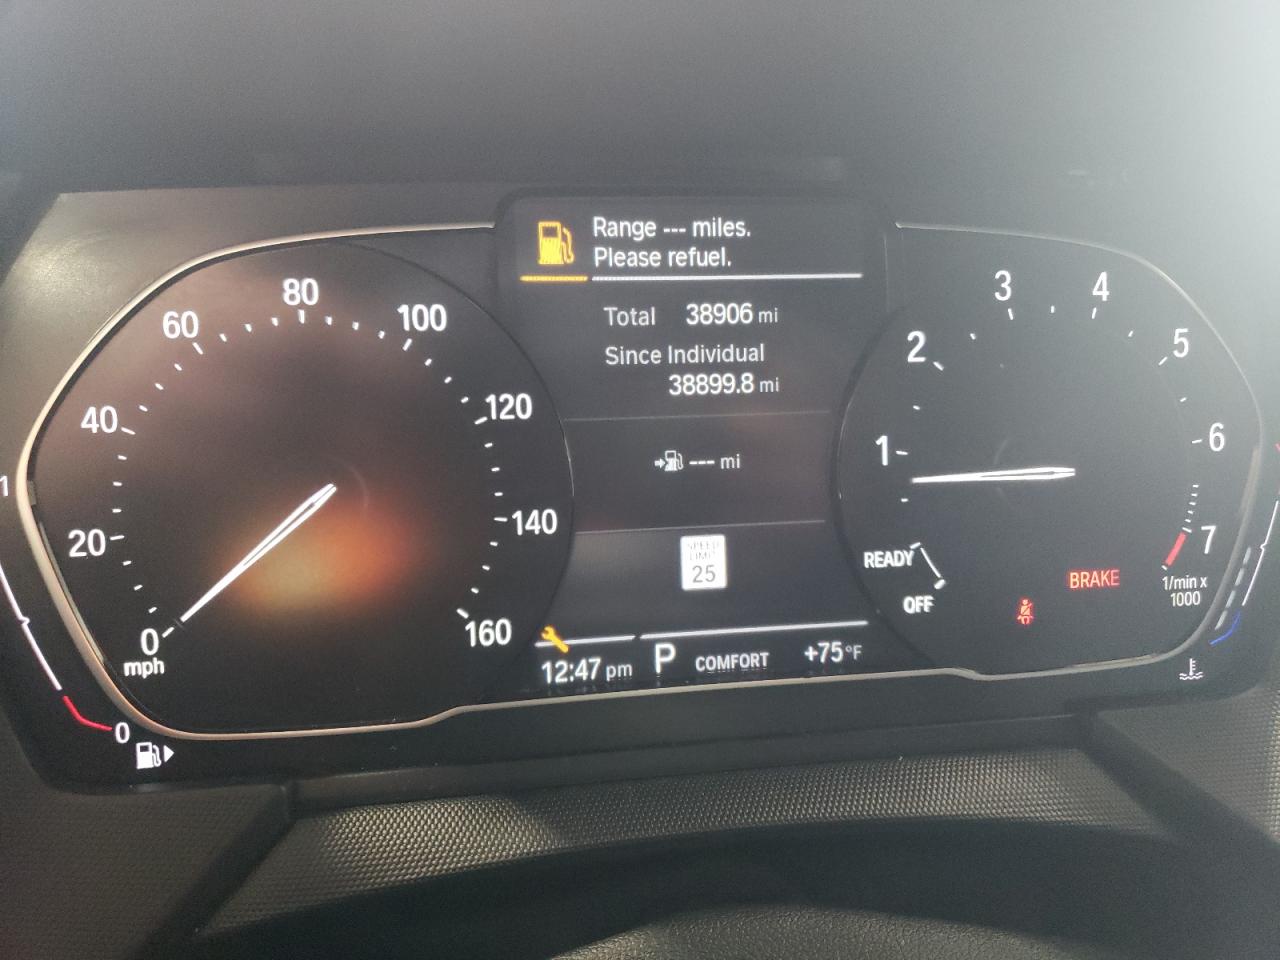 Range --- miles.
Please refuel.
Total 38906 mi
Since Individual
38899.8 mi
--- mi
SPEED
LIMIT
25
12:47 pm P COMFORT +75°F
0
20
40
60
80
100
120
140
160
mph
1
0
1
2
3
4
5
6
7
1/min x
1000
READY
OFF
BRAKE